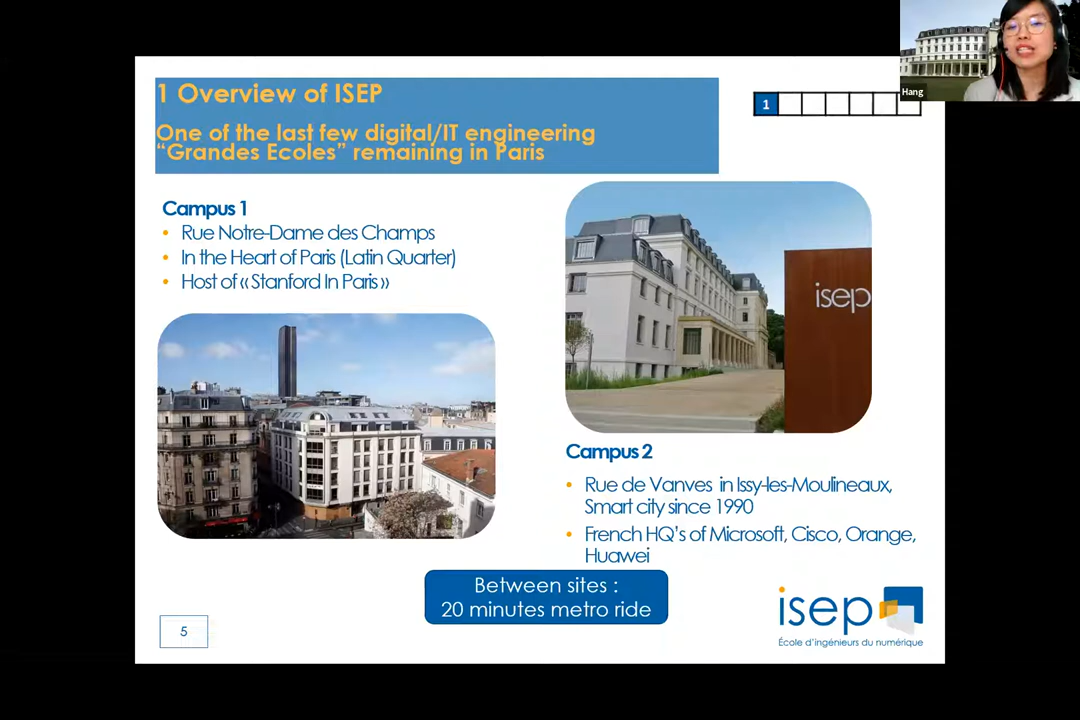 1 Overview of ISEP
One of the last few digital/IT engineering
“Grandes Ecoles” remaining in Paris
1
Hang
Campus 1
• Rue Notre-Dame des Champs
• In the Heart of Paris (Latin Quarter)
• Host of « Stanford In Paris »
isep
Campus 2
• Rue de Vanves in Issy-les-Moulineaux,
Smart city since 1990
• French HQ’s of Microsoft, Cisco, Orange,
Huawei
Between sites :
20 minutes metro ride
5
isep
École d’ingénieurs du numérique